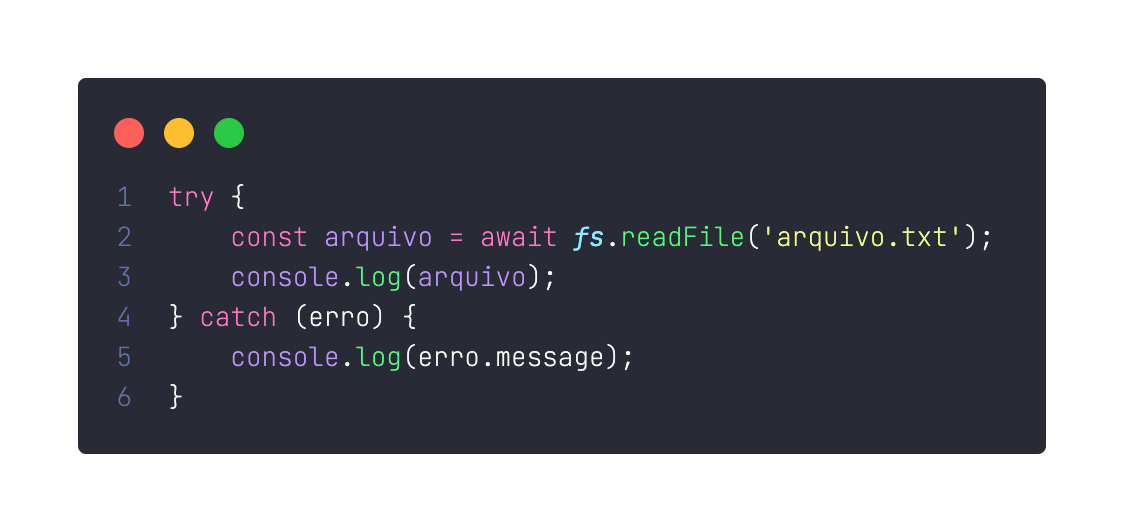 1 try {
2     const arquivo = await fs.readFile('arquivo.txt');
3     console.log(arquivo);
4 } catch (erro) {
5     console.log(erro.message);
6 }